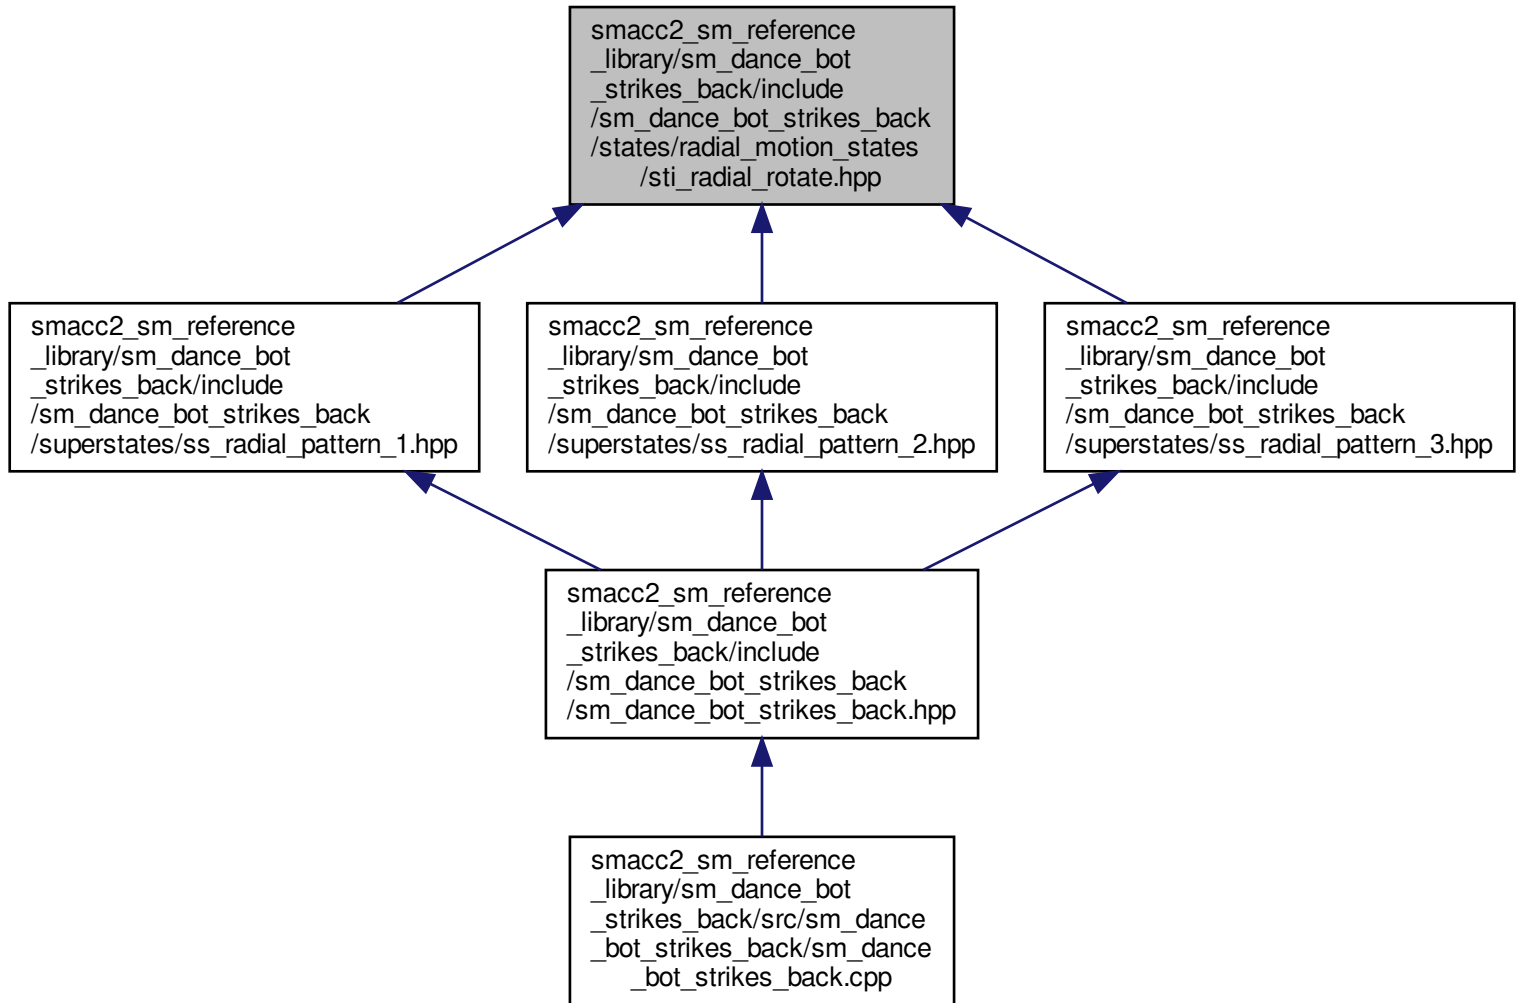 smacc2_sm_reference
_library/sm_dance_bot
_strikes_back/include
/sm_dance_bot_strikes_back
/states/radial_motion_states
/sti_radial_rotate.hpp
smacc2_sm_reference
_library/sm_dance_bot
_strikes_back/include
/sm_dance_bot_strikes_back
/superstates/ss_radial_pattern_1.hpp
smacc2_sm_reference
_library/sm_dance_bot
_strikes_back/include
/sm_dance_bot_strikes_back
/superstates/ss_radial_pattern_2.hpp
smacc2_sm_reference
_library/sm_dance_bot
_strikes_back/include
/sm_dance_bot_strikes_back
/superstates/ss_radial_pattern_3.hpp
smacc2_sm_reference
_library/sm_dance_bot
_strikes_back/include
/sm_dance_bot_strikes_back
/sm_dance_bot_strikes_back.hpp
smacc2_sm_reference
_library/sm_dance_bot
_strikes_back/src/sm_dance
_bot_strikes_back/sm_dance
_bot_strikes_back.cpp